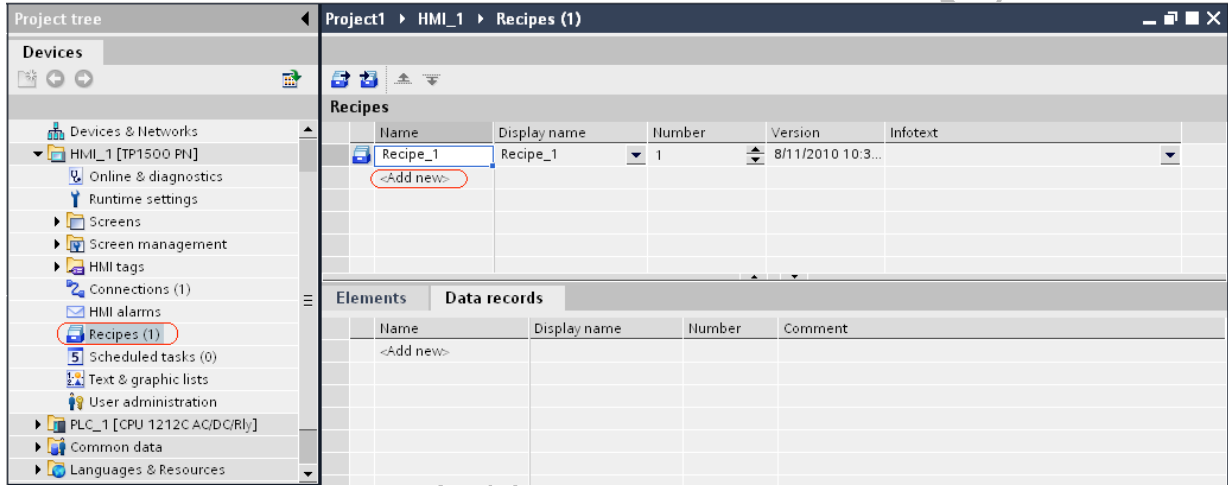 Project tree
Devices
Devices & Networks
HMI_1 [TP1500 PN]
Online & diagnostics
Runtime settings
Screens
Screen management
HMI tags
Connections (1)
HMI alarms
Recipes (1)
5 Scheduled tasks (0)
Text & graphic lists
User administration
PLC_1 [CPU 1212C AC/DC/Rly]
Common data
Languages & Resources
Project1 HMI_1 Recipes (1)
Recipes
Name Display name Number Version Infotext
Recipe_1 Recipe_1 1 8/11/2010 10:3...
<Add new>
Elements Data records
Name Display name Number Comment
<Add new>